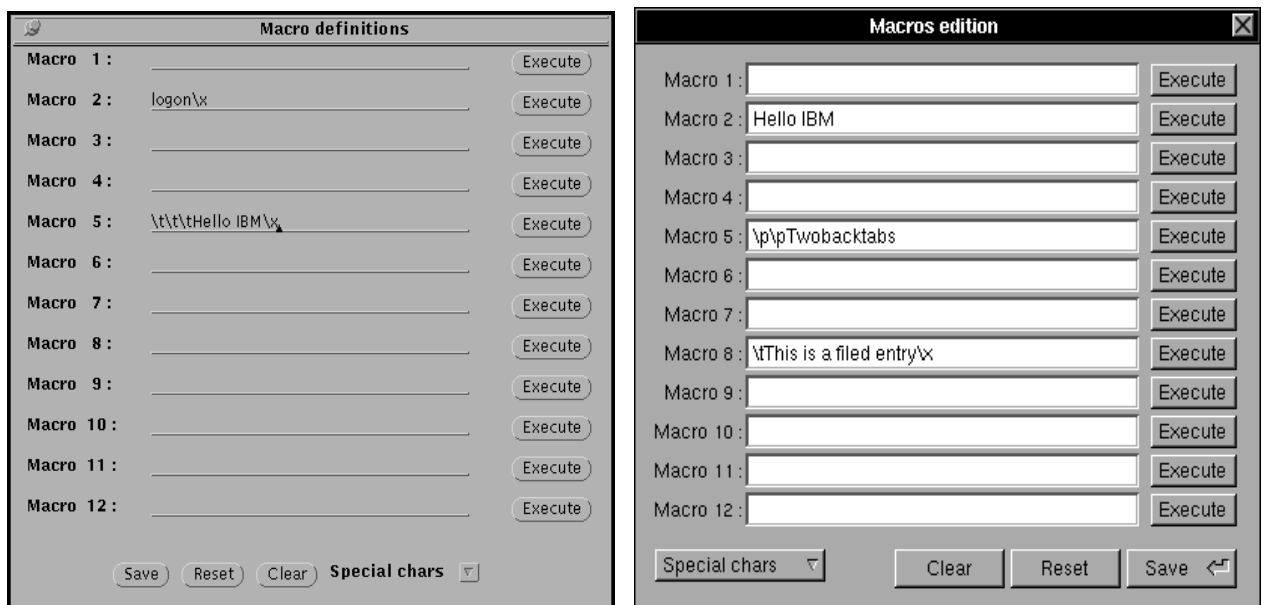 Macro definitions
Macro 1 : Execute
Macro 2 : logon\x Execute
Macro 3 : Execute
Macro 4 : Execute
Macro 5 : \t\t\tHello IBM\x Execute
Macro 6 : Execute
Macro 7 : Execute
Macro 8 : Execute
Macro 9 : Execute
Macro 10 : Execute
Macro 11 : Execute
Macro 12 : Execute
Save Reset Clear Special chars
Macros edition
Macro 1 : Execute
Macro 2 : Hello IBM Execute
Macro 3 : Execute
Macro 4 : Execute
Macro 5 : \p\pTwobacktabs Execute
Macro 6 : Execute
Macro 7 : Execute
Macro 8 : \tThis is a filed entry\x Execute
Macro 9 : Execute
Macro 10 : Execute
Macro 11 : Execute
Macro 12 : Execute
Special chars Clear Reset Save